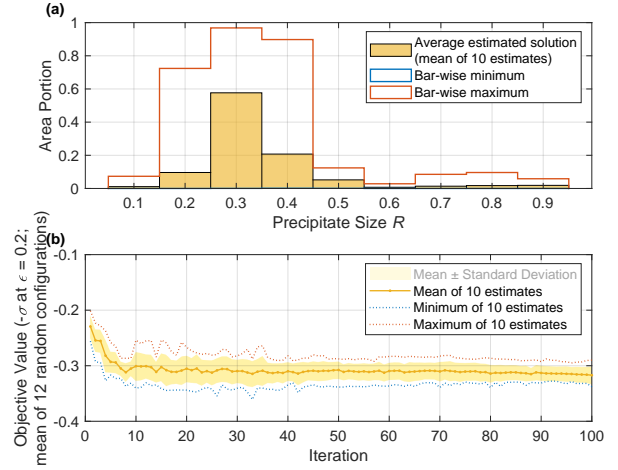 (a)
1
0.8
0.6
0.4
0.2
0
Area Portion
Average estimated solution
(mean of 10 estimates)
Bar-wise minimum
Bar-wise maximum
0.1 0.2 0.3 0.4 0.5 0.6 0.7 0.8 0.9
Precipitate Size R
(b)
-0.1
-0.2
-0.3
-0.4
Objective Value (-σ at ϵ = 0.2;
mean of 12 random configurations)
Mean ± Standard Deviation
Mean of 10 estimates
Minimum of 10 estimates
Maximum of 10 estimates
0 10 20 30 40 50 60 70 80 90 100
Iteration